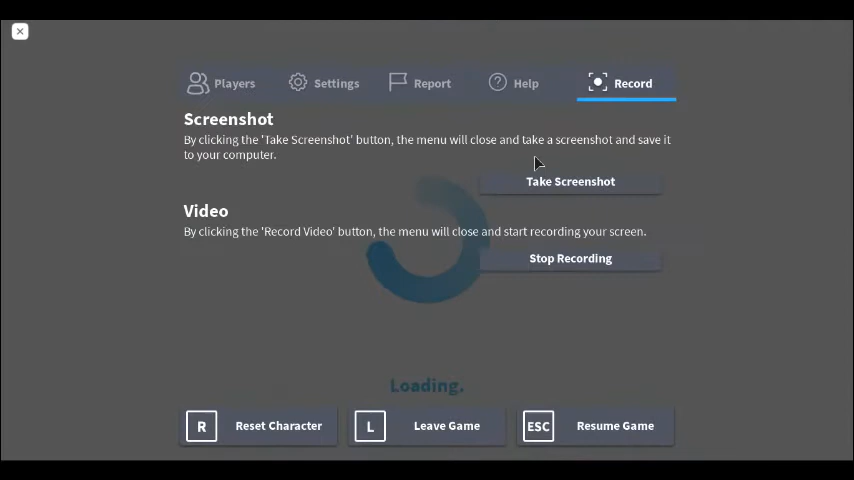 Players Settings Report Help Record
Screenshot
By clicking the 'Take Screenshot' button, the menu will close and take a screenshot and save it
to your computer.
Take Screenshot
Video
By clicking the 'Record Video' button, the menu will close and start recording your screen.
Stop Recording
Loading.
R Reset Character L Leave Game ESC Resume Game